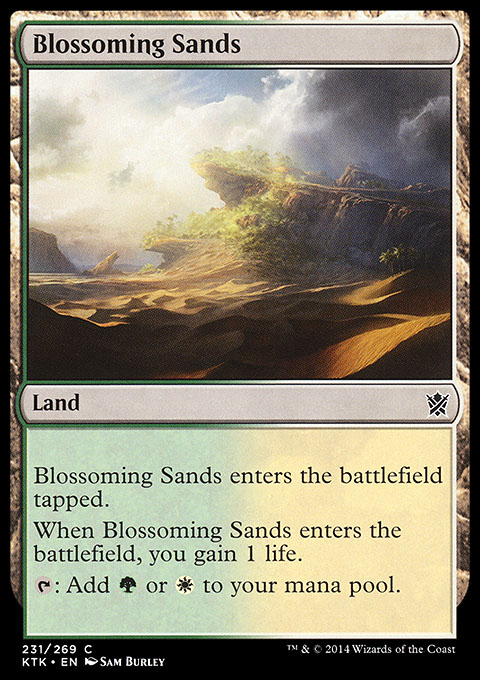 Blossoming Sands
Land
Blossoming Sands enters the battlefield
tapped.
When Blossoming Sands enters the
battlefield, you gain 1 life.
: Add or to your mana pool.
231/269 C
KTK • EN Sam Burley
™ & © 2014 Wizards of the Coast